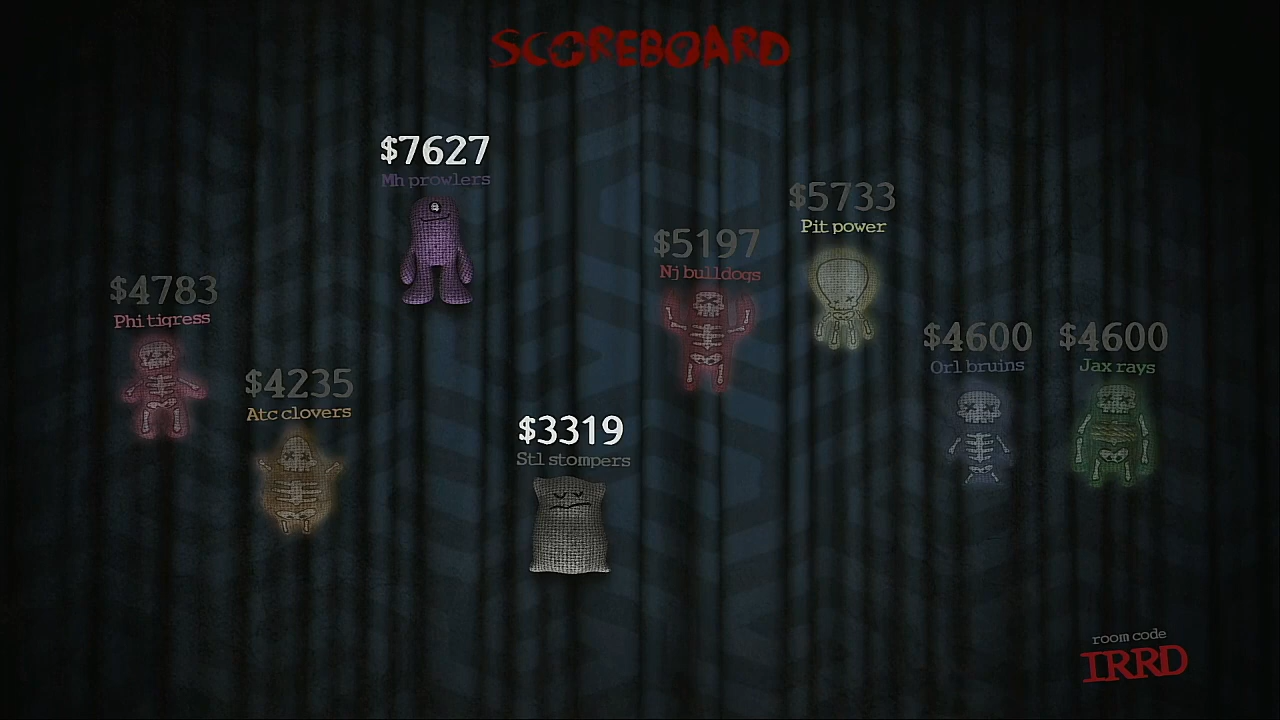 SCOREBOARD
$7627
Mh prowlers
$5733
Pit power
$5197
Nj bulldogs
$4783
Phi tigress
$4600
Orl bruins
$4600
Jax rays
$4235
Atc clovers
$3319
Stl stompers
room code
IRRD